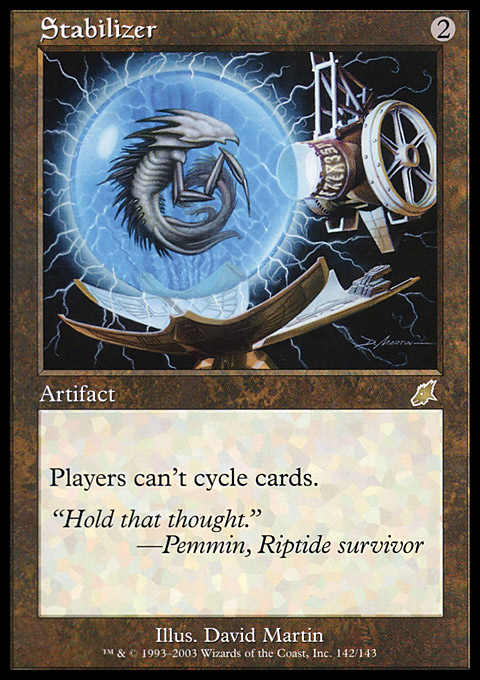 Stabilizer 2
D. MARTIN
Artifact
Players can't cycle cards.
“Hold that thought.”
—Pemmin, Riptide survivor
Illus. David Martin
™ & © 1993–2003 Wizards of the Coast, Inc. 142/143